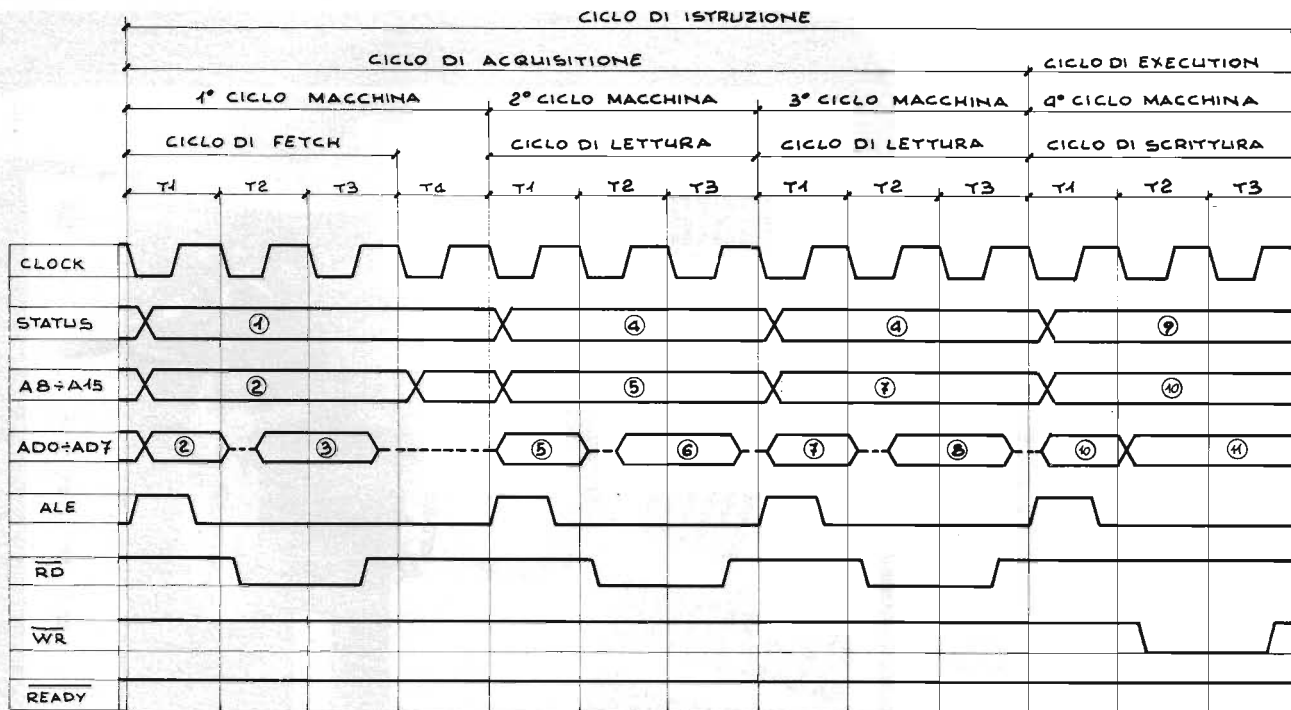 CICLO DI ISTRUZIONE
CICLO DI ACQUISITIONE CICLO DI EXECUTION
1° CICLO MACCHINA 2° CICLO MACCHINA 3° CICLO MACCHINA 4° CICLO MACCHINA
CICLO DI FETCH CICLO DI LETTURA CICLO DI LETTURA CICLO DI SCRITTURA
T1 T2 T3 T4 T1 T2 T3 T1 T2 T3 T1 T2 T3
CLOCK
STATUS 1 4 4 9
A8÷A15 2 5 7 10
AD0÷AD7 2 3 5 6 7 8 10 11
ALE
RD
WR
READY